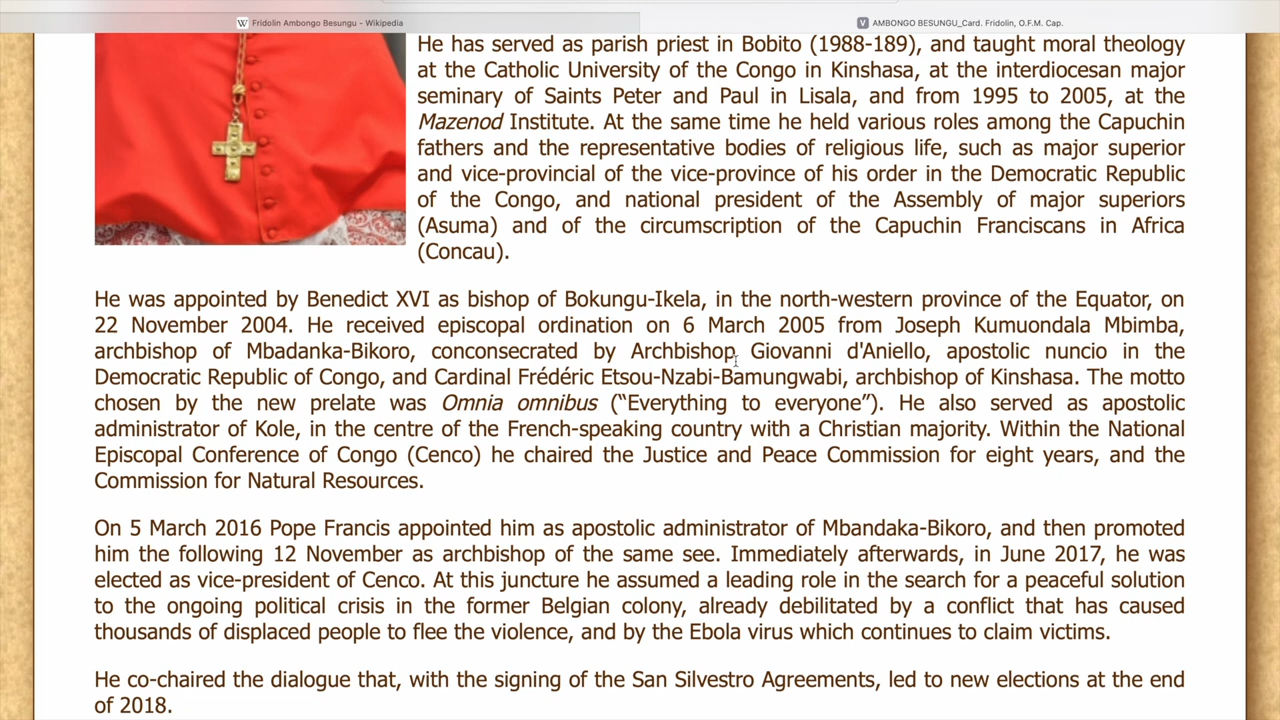 Fridolin Ambongo Besungu - Wikipedia
AMBONGO BESUNGU_Card. Fridolin, O.F.M. Cap.
He has served as parish priest in Bobito (1988-189), and taught moral theology
at the Catholic University of the Congo in Kinshasa, at the interdiocesan major
seminary of Saints Peter and Paul in Lisala, and from 1995 to 2005, at the
Mazenod Institute. At the same time he held various roles among the Capuchin
fathers and the representative bodies of religious life, such as major superior
and vice-provincial of the vice-province of his order in the Democratic Republic
of the Congo, and national president of the Assembly of major superiors
(Asuma) and of the circumscription of the Capuchin Franciscans in Africa
(Concau).
He was appointed by Benedict XVI as bishop of Bokungu-Ikela, in the north-western province of the Equator, on
22 November 2004. He received episcopal ordination on 6 March 2005 from Joseph Kumuondala Mbimba,
archbishop of Mbadanka-Bikoro, conconsecrated by Archbishop Giovanni d'Aniello, apostolic nuncio in the
Democratic Republic of Congo, and Cardinal Frédéric Etsou-Nzabi-Bamungwabi, archbishop of Kinshasa. The motto
chosen by the new prelate was Omnia omnibus (“Everything to everyone”). He also served as apostolic
administrator of Kole, in the centre of the French-speaking country with a Christian majority. Within the National
Episcopal Conference of Congo (Cenco) he chaired the Justice and Peace Commission for eight years, and the
Commission for Natural Resources.
On 5 March 2016 Pope Francis appointed him as apostolic administrator of Mbandaka-Bikoro, and then promoted
him the following 12 November as archbishop of the same see. Immediately afterwards, in June 2017, he was
elected as vice-president of Cenco. At this juncture he assumed a leading role in the search for a peaceful solution
to the ongoing political crisis in the former Belgian colony, already debilitated by a conflict that has caused
thousands of displaced people to flee the violence, and by the Ebola virus which continues to claim victims.
He co-chaired the dialogue that, with the signing of the San Silvestro Agreements, led to new elections at the end
of 2018.